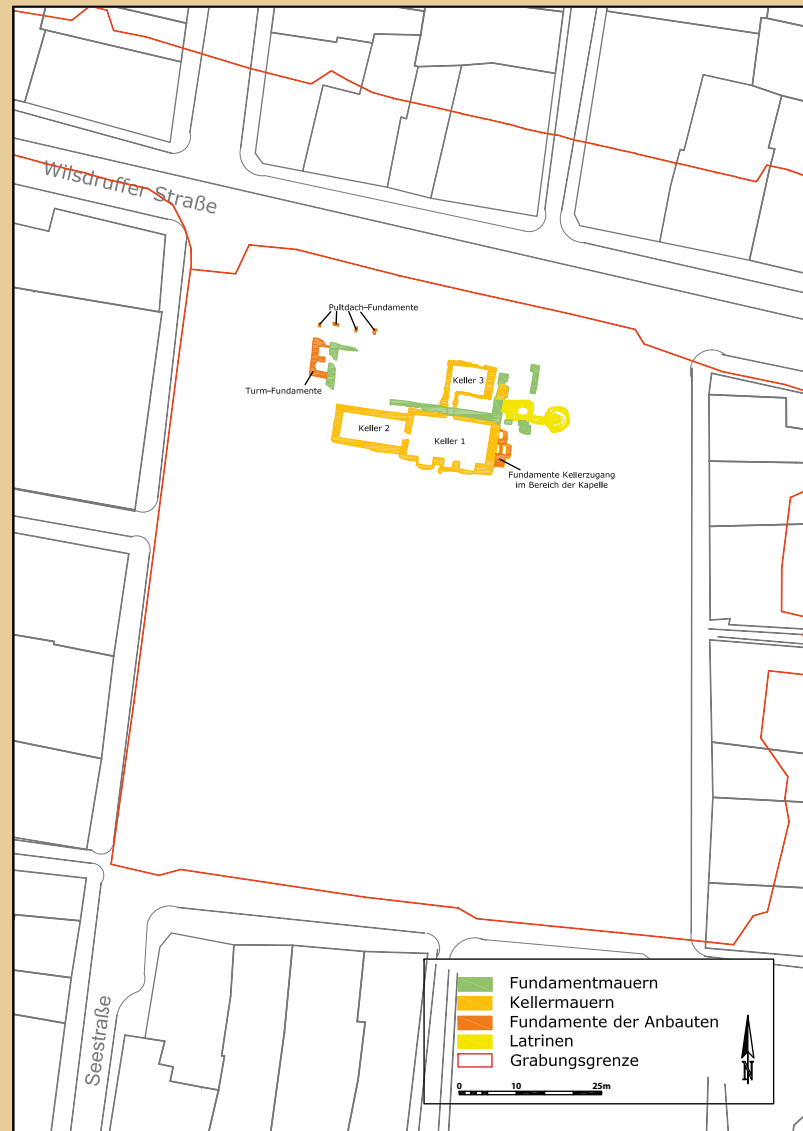 Wilsdruffer Straße
Pultdach–Fundamente
Turm–Fundamente
Keller 3
Keller 2
Keller 1
Fundamente Kellerzugang
im Bereich der Kapelle
Seestraße
Fundamentmauern
Kellermauern
Fundamente der Anbauten
Latrinen
Grabungsgrenze
N
0 10 25m